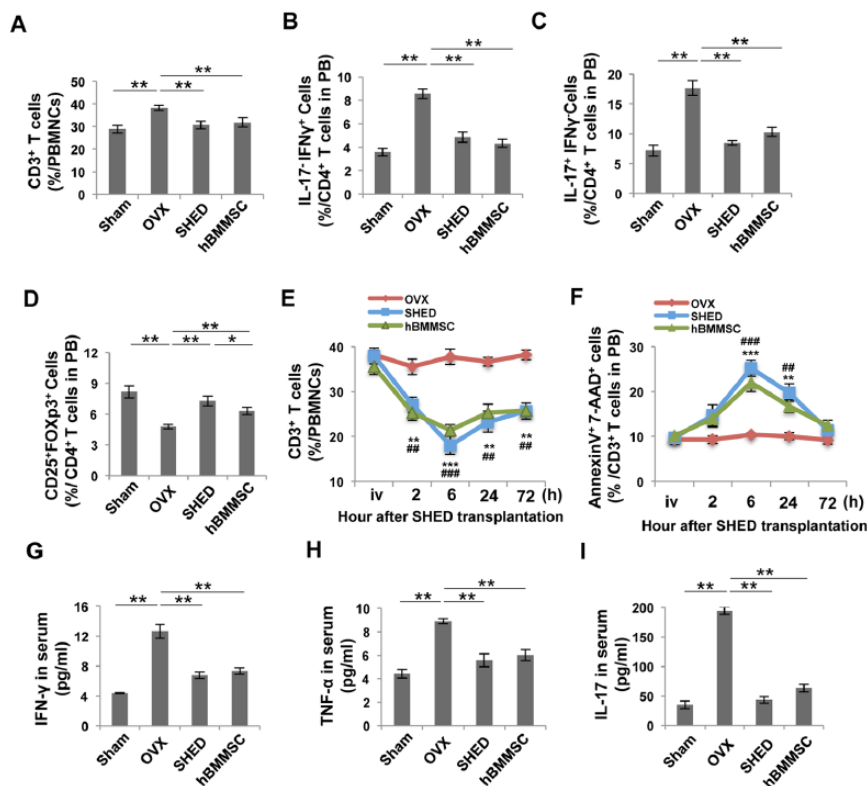 A
**
**
**
CD3+ T Cells
(%/PBMNCs)
50
40
30
20
10
0
Sham
OVX
SHED
hBMMSC
B
**
**
**
IL-17- IFNγ+ Cells
(%/CD4+ T cells in PB)
10
8
6
4
2
0
Sham
OVX
SHED
hBMMSC
C
**
**
**
IL-17+ IFNγ-Cells
(%/CD4+ T cells in PB)
20
15
10
5
0
Sham
OVX
SHED
hBMMSC
D
**
**
**
*
CD25+FOXp3+ Cells
(%/ CD4+ T cells in PB)
12
9
6
3
0
Sham
OVX
SHED
hBMMSC
E
OVX
SHED
hBMMSC
CD3+ T Cells
(%/PBMNCs)
40
30
20
10
**
##
***
###
**
##
**
##
iv 2 6 24 72 (h)
Hour after SHED transplantation
F
OVX
SHED
hBMMSC
AnnexinV+ 7-AAD+ cells
(% /CD3+ T cells in PB)
30
20
10
0
###
***
##
**
iv 2 6 24 72 (h)
Hour after SHED transplantation
G
**
**
**
IFN-γ in serum
(pg/ml)
16
12
8
4
0
Sham
OVX
SHED
hBMMSC
H
**
**
**
TNF-α in serum
(pg/ml)
10
8
6
4
2
0
Sham
OVX
SHED
hBMMSC
I
**
**
**
IL-17 in serum
(pg/ml)
200
150
100
50
0
Sham
OVX
SHED
hBMMSC